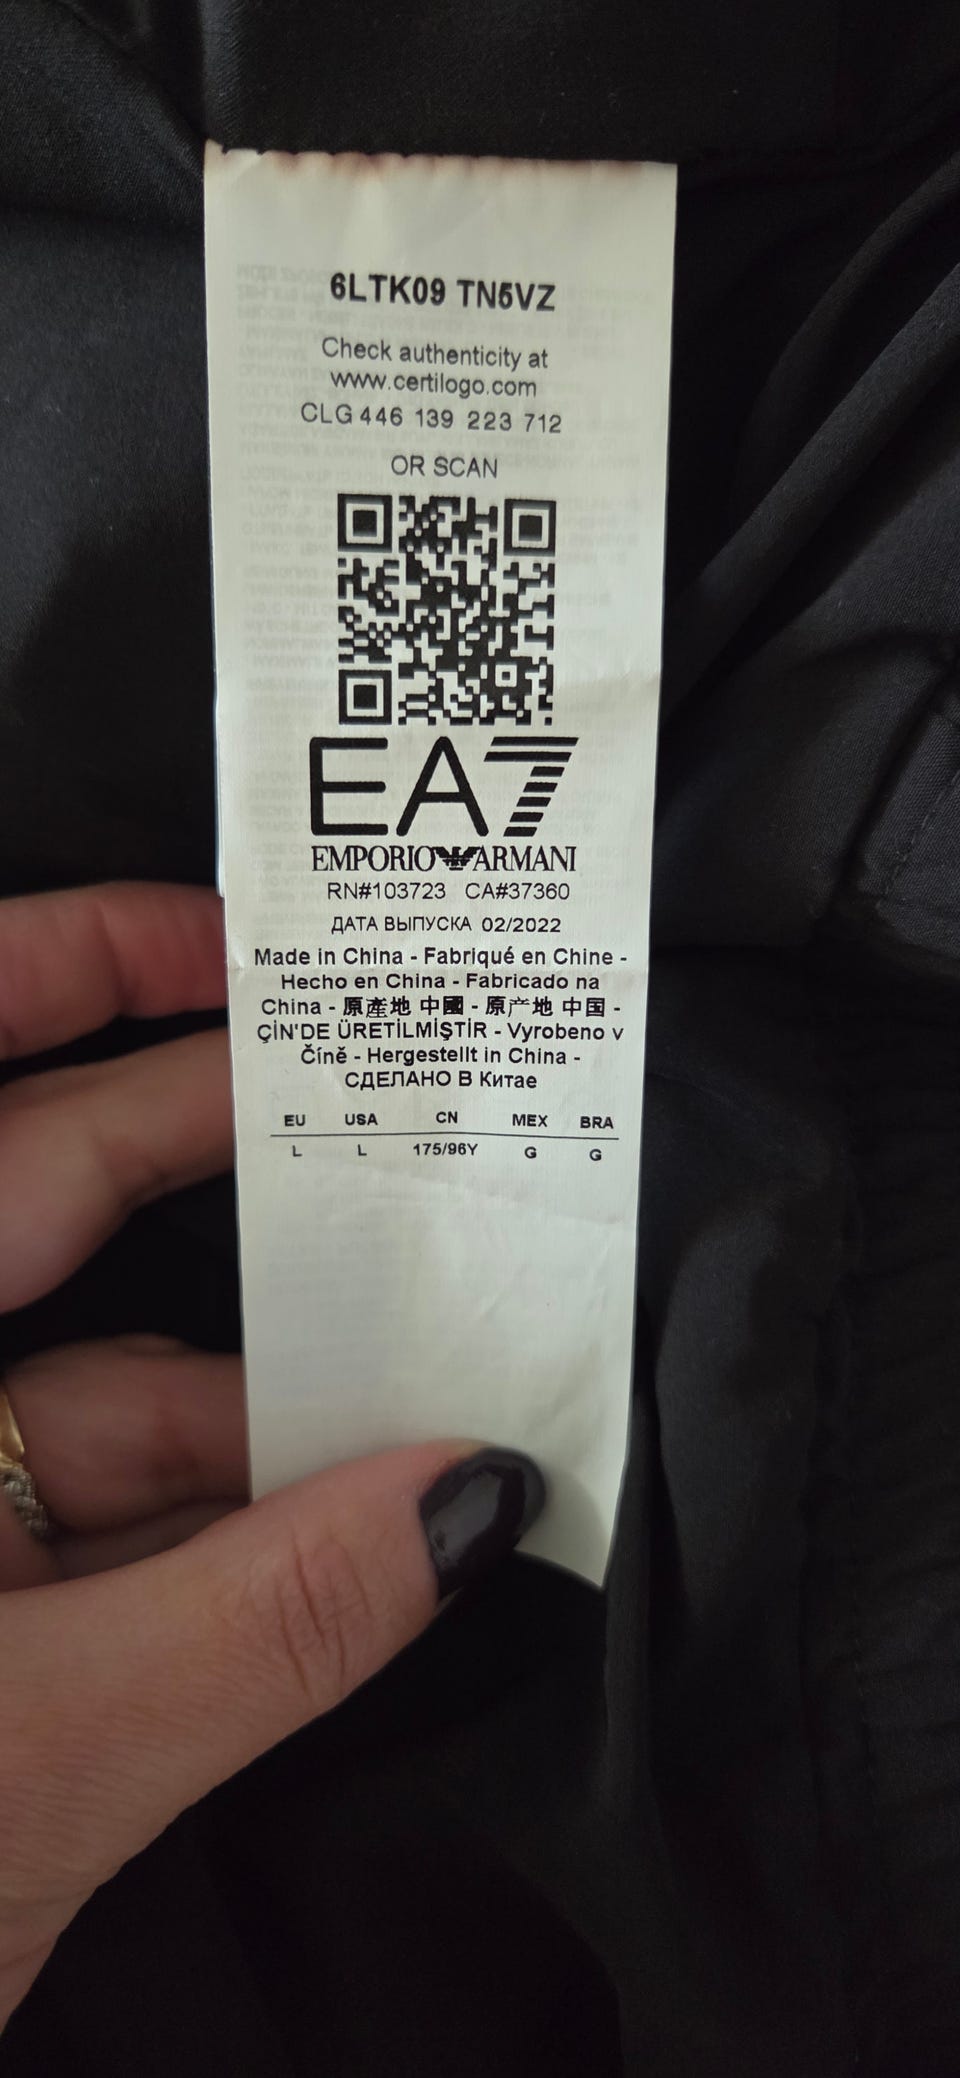 6LTK09 TN5VZ
Check authenticity at
www.certilogo.com
CLG 446 139 223 712
OR SCAN
EA7
EMPORIO ARMANI
RN#103723 CA#37360
ДАТА ВЫПУСКА 02/2022
Made in China - Fabriqué en Chine -
Hecho en China - Fabricado na
China - 原產地 中國 - 原产地 中国 -
ÇİN'DE ÜRETİLMİŞTİR - Vyrobeno v
Číně - Hergestellt in China -
СДЕЛАНО В Китае
EU USA CN MEX BRA
L L 175/96Y G G